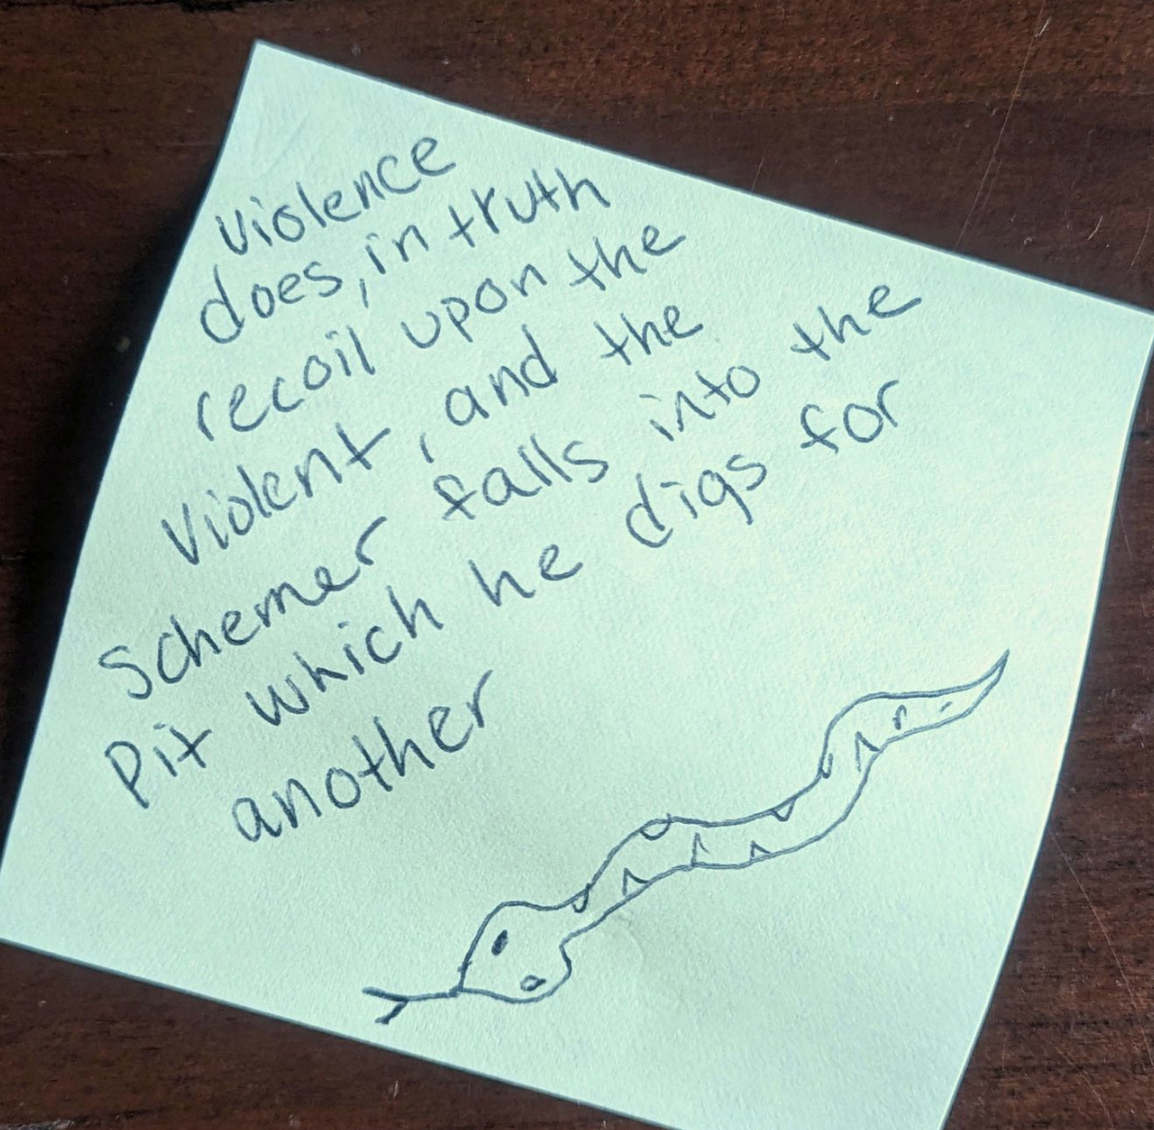 violence
does, in truth
recoil upon the
Violent, and the
Schemer falls into the
Pit which he digs for
another